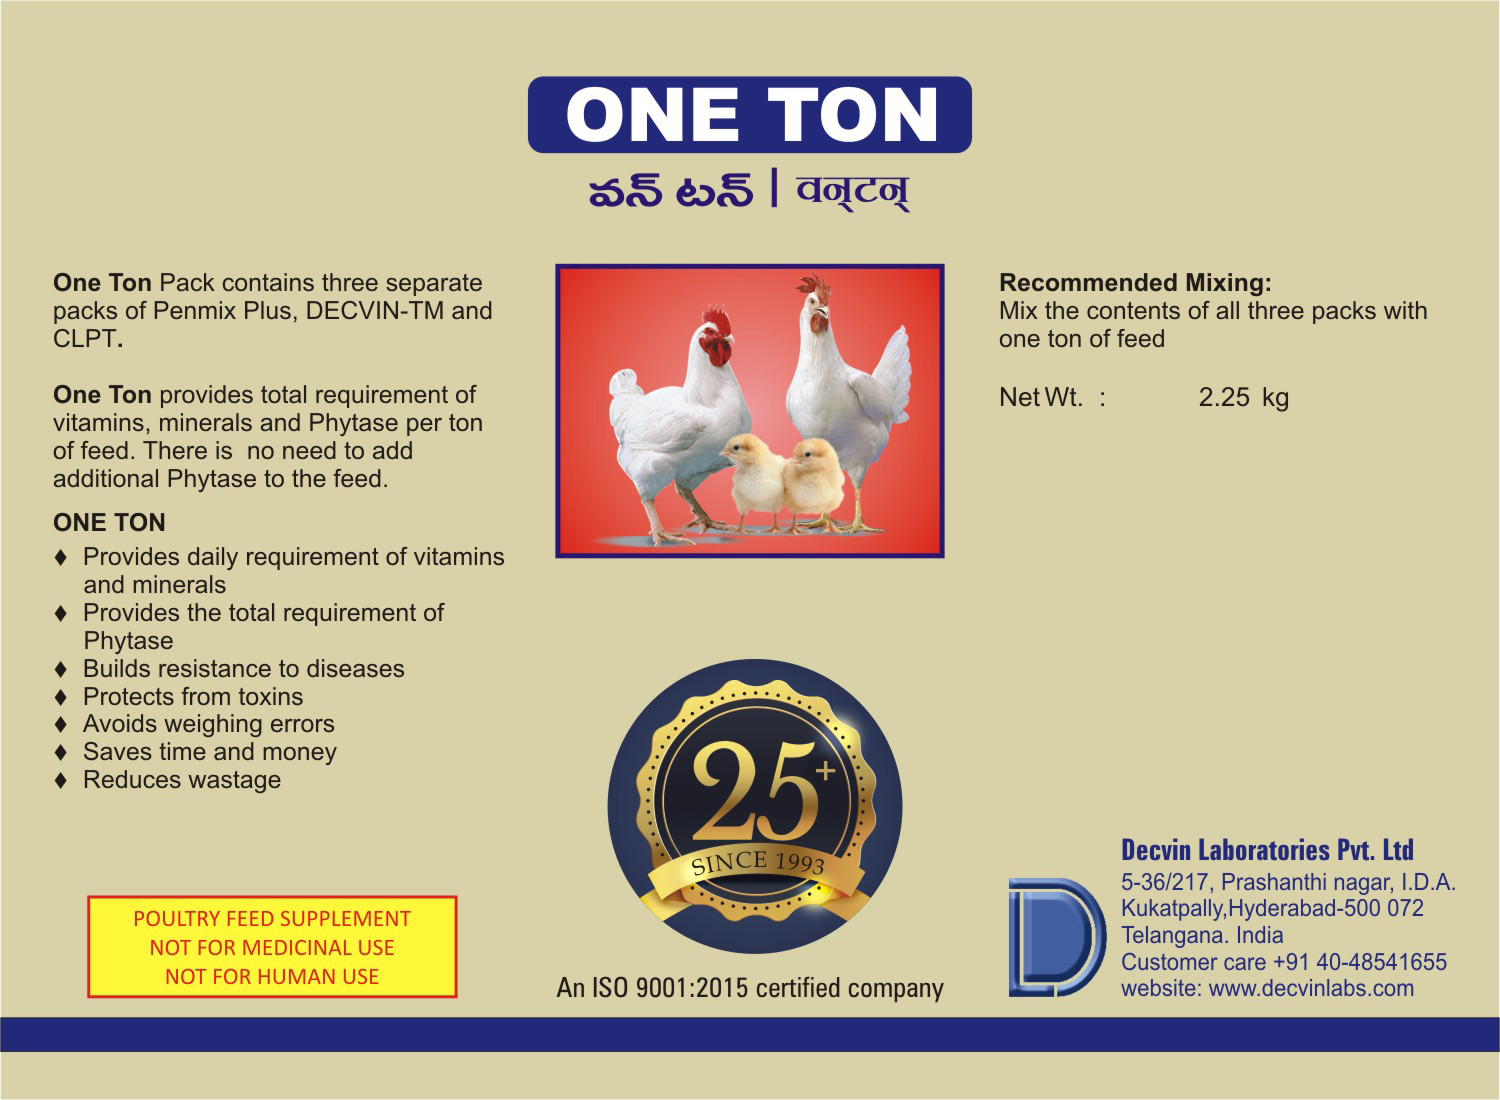 ONE TON
వన్ టన్ | वन्टन्
One Ton Pack contains three separate
packs of Penmix Plus, DECVIN-TM and
CLPT.
One Ton provides total requirement of
vitamins, minerals and Phytase per ton
of feed. There is no need to add
additional Phytase to the feed.
ONE TON
♦ Provides daily requirement of vitamins
and minerals
♦ Provides the total requirement of
Phytase
♦ Builds resistance to diseases
♦ Protects from toxins
♦ Avoids weighing errors
♦ Saves time and money
♦ Reduces wastage
POULTRY FEED SUPPLEMENT
NOT FOR MEDICINAL USE
NOT FOR HUMAN USE
25+
SINCE 1993
An ISO 9001:2015 certified company
Recommended Mixing:
Mix the contents of all three packs with
one ton of feed
Net Wt. : 2.25 kg
Decvin Laboratories Pvt. Ltd
5-36/217, Prashanthi nagar, I.D.A.
Kukatpally,Hyderabad-500 072
Telangana. India
Customer care +91 40-48541655
website: www.decvinlabs.com